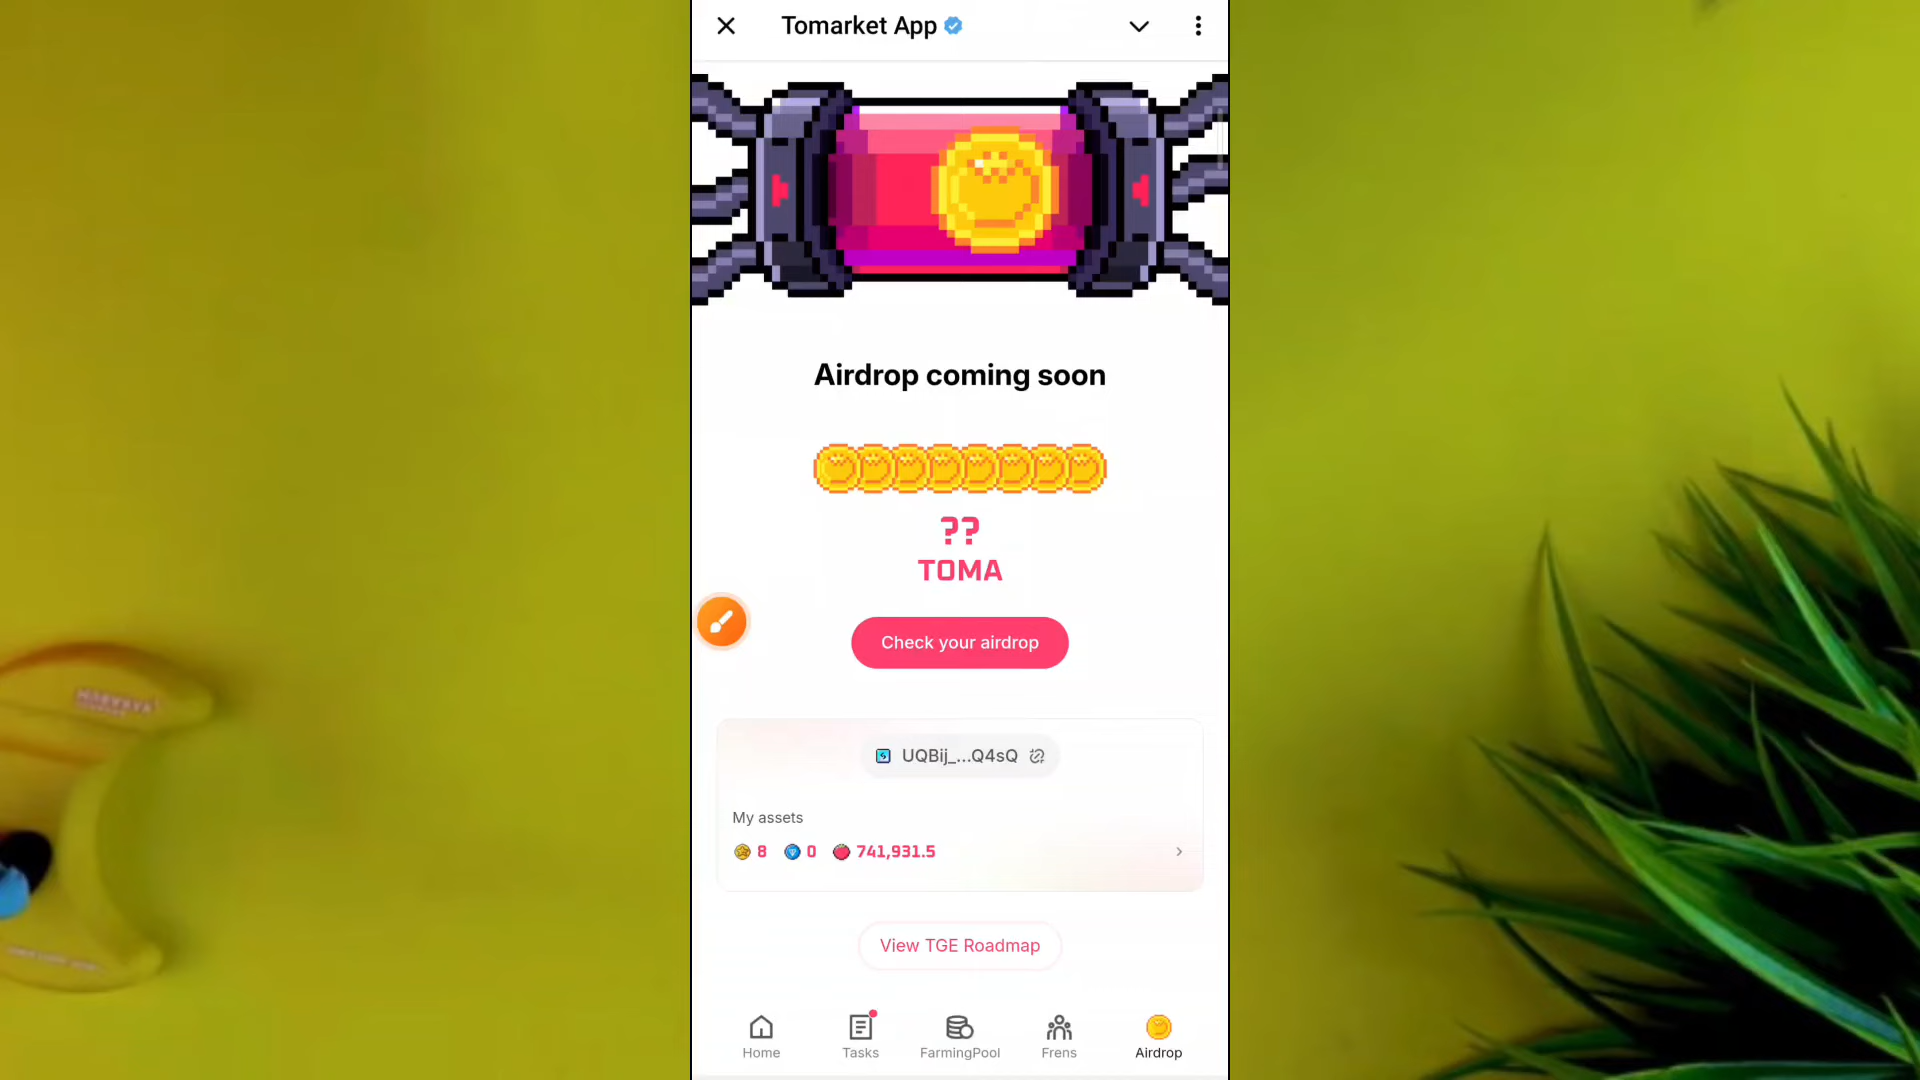 Tomarket App
Airdrop coming soon
??
TOMA
Check your airdrop
UQBij_...Q4sQ
My assets
8 0 741,931.5
View TGE Roadmap
Home Tasks FarmingPool Frens Airdrop